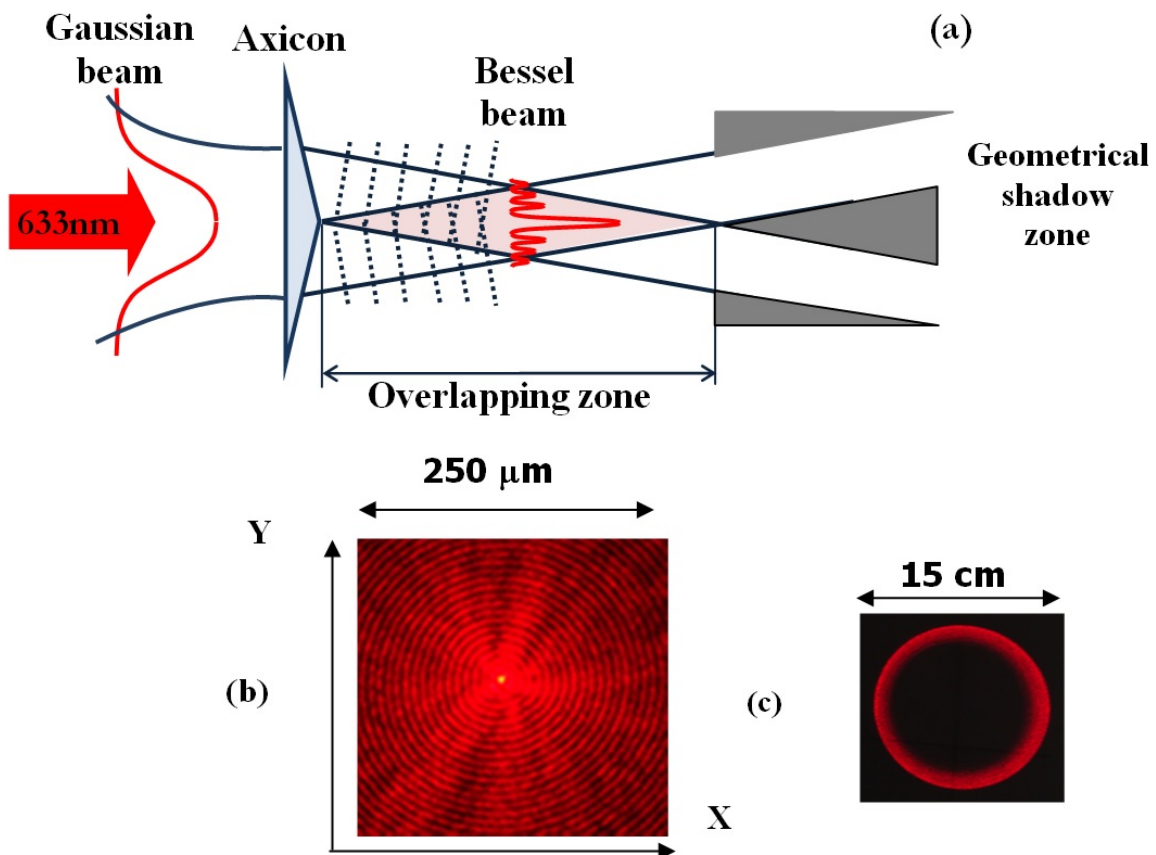 Gaussian
beam
Axicon
(a)
Bessel
beam
Geometrical
shadow
zone
633nm
Overlapping zone
250 μm
Y
15 cm
(b)
(c)
X